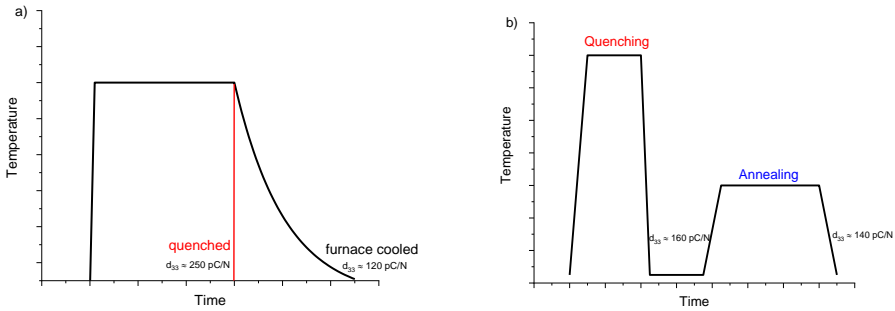 a)
Temperature
quenched
d₃₃ ≈ 250 pC/N
furnace cooled
d₃₃ ≈ 120 pC/N
Time
b)
Quenching
Temperature
Annealing
d₃₃ ≈ 160 pC/N
d₃₃ ≈ 140 pC/N
Time